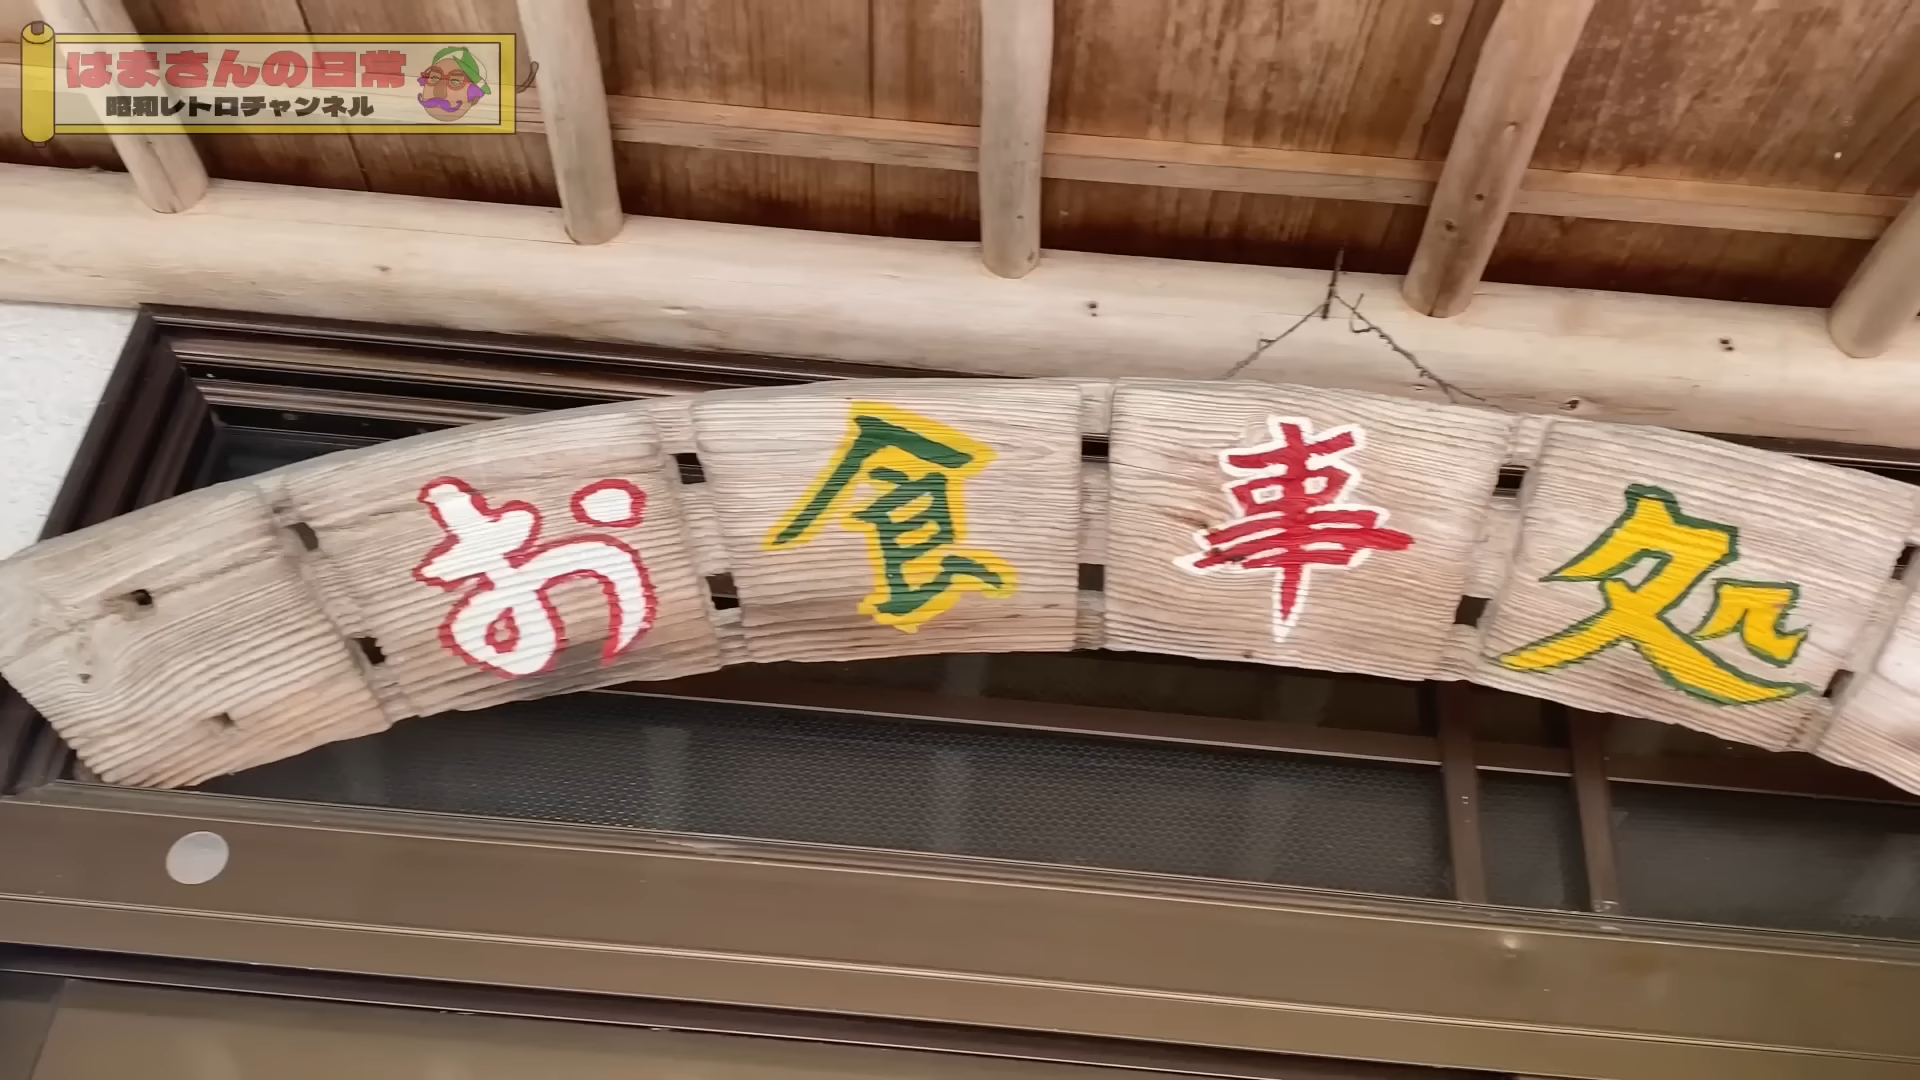 はまさんの日常
昭和レトロチャンネル
お食事処